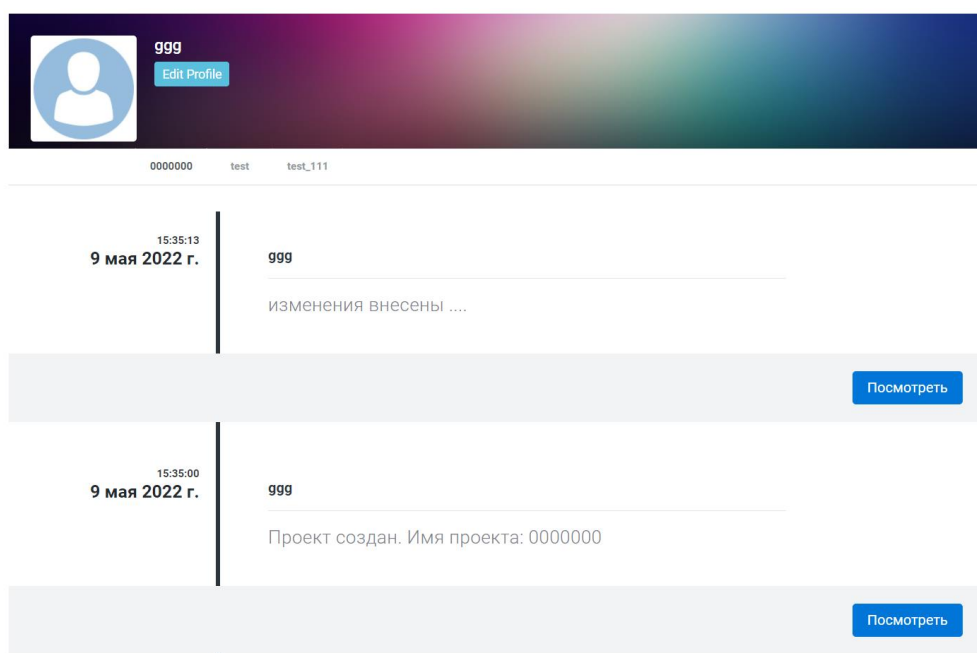 ggg
Edit Profile
0000000 test test_111
15:35:13
9 мая 2022 г.
ggg
изменения внесены ....
Посмотреть
15:35:00
9 мая 2022 г.
ggg
Проект создан. Имя проекта: 0000000
Посмотреть